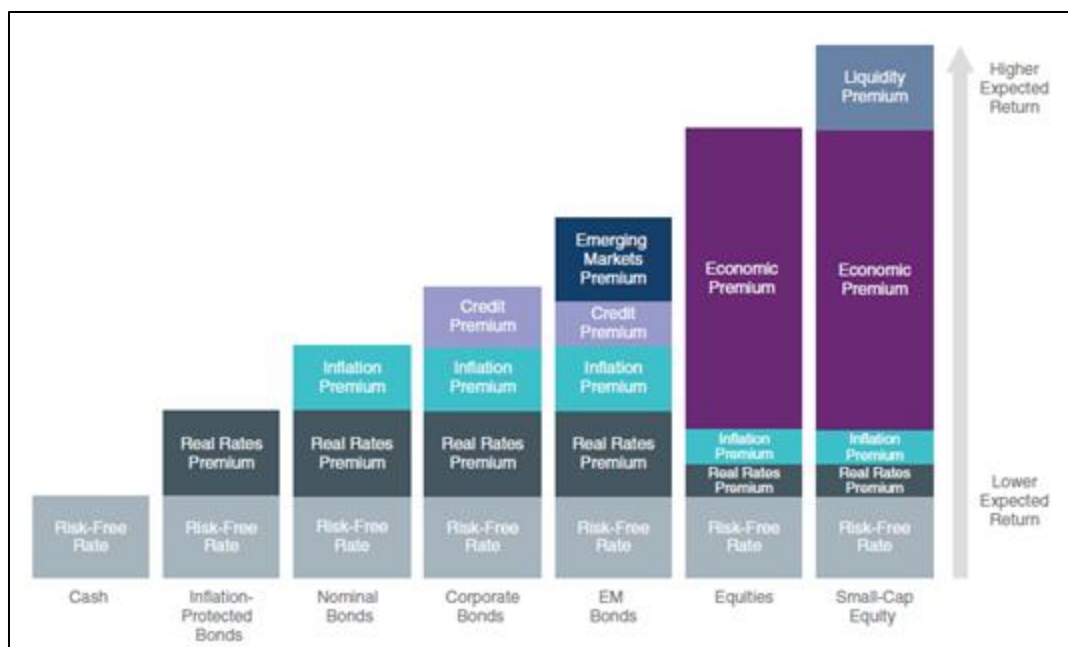 Liquidity
Premium
Higher
Expected
Return
Emerging
Markets
Premium
Economic
Premium
Economic
Premium
Credit
Premium
Credit
Premium
Inflation
Premium
Inflation
Premium
Inflation
Premium
Inflation
Premium
Inflation
Premium
Real Rates
Premium
Real Rates
Premium
Real Rates
Premium
Real Rates
Premium
Real Rates
Premium
Real Rates
Premium
Lower
Expected
Return
Risk-Free
Rate
Risk-Free
Rate
Risk-Free
Rate
Risk-Free
Rate
Risk-Free
Rate
Risk-Free
Rate
Risk-Free
Rate
Cash
Inflation-
Protected
Bonds
Nominal
Bonds
Corporate
Bonds
EM
Bonds
Equities
Small-Cap
Equity